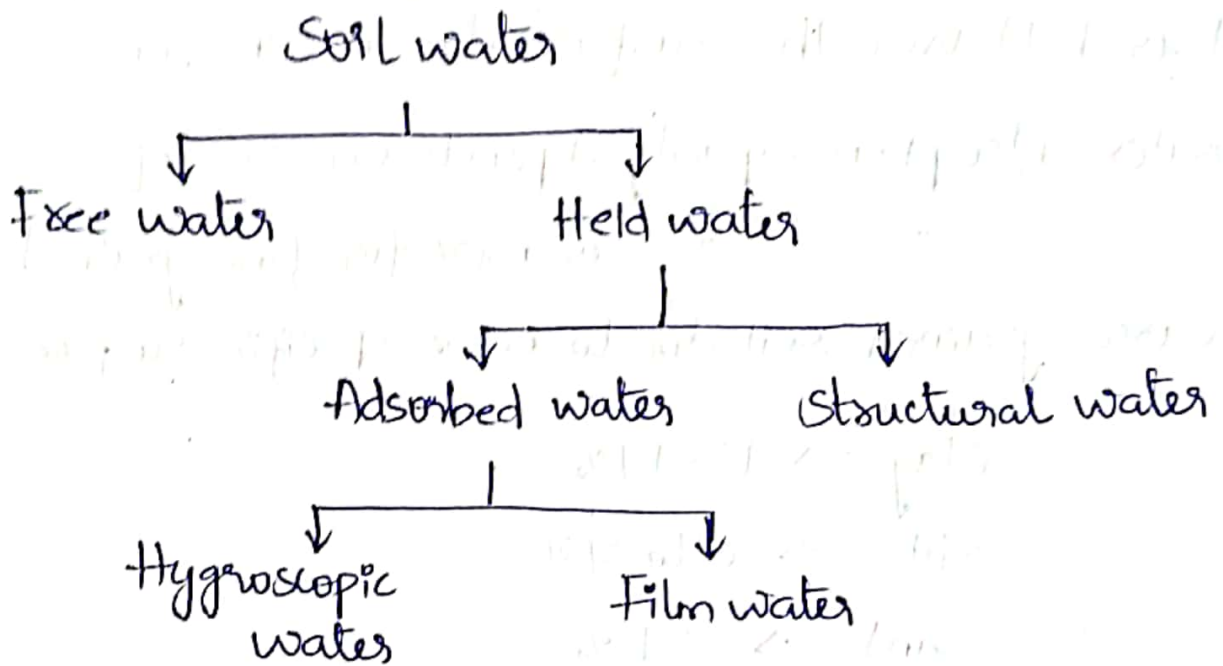 Soil water
Free water
Held water
Adsorbed water
Structural water
Hygroscopic
water
Film water